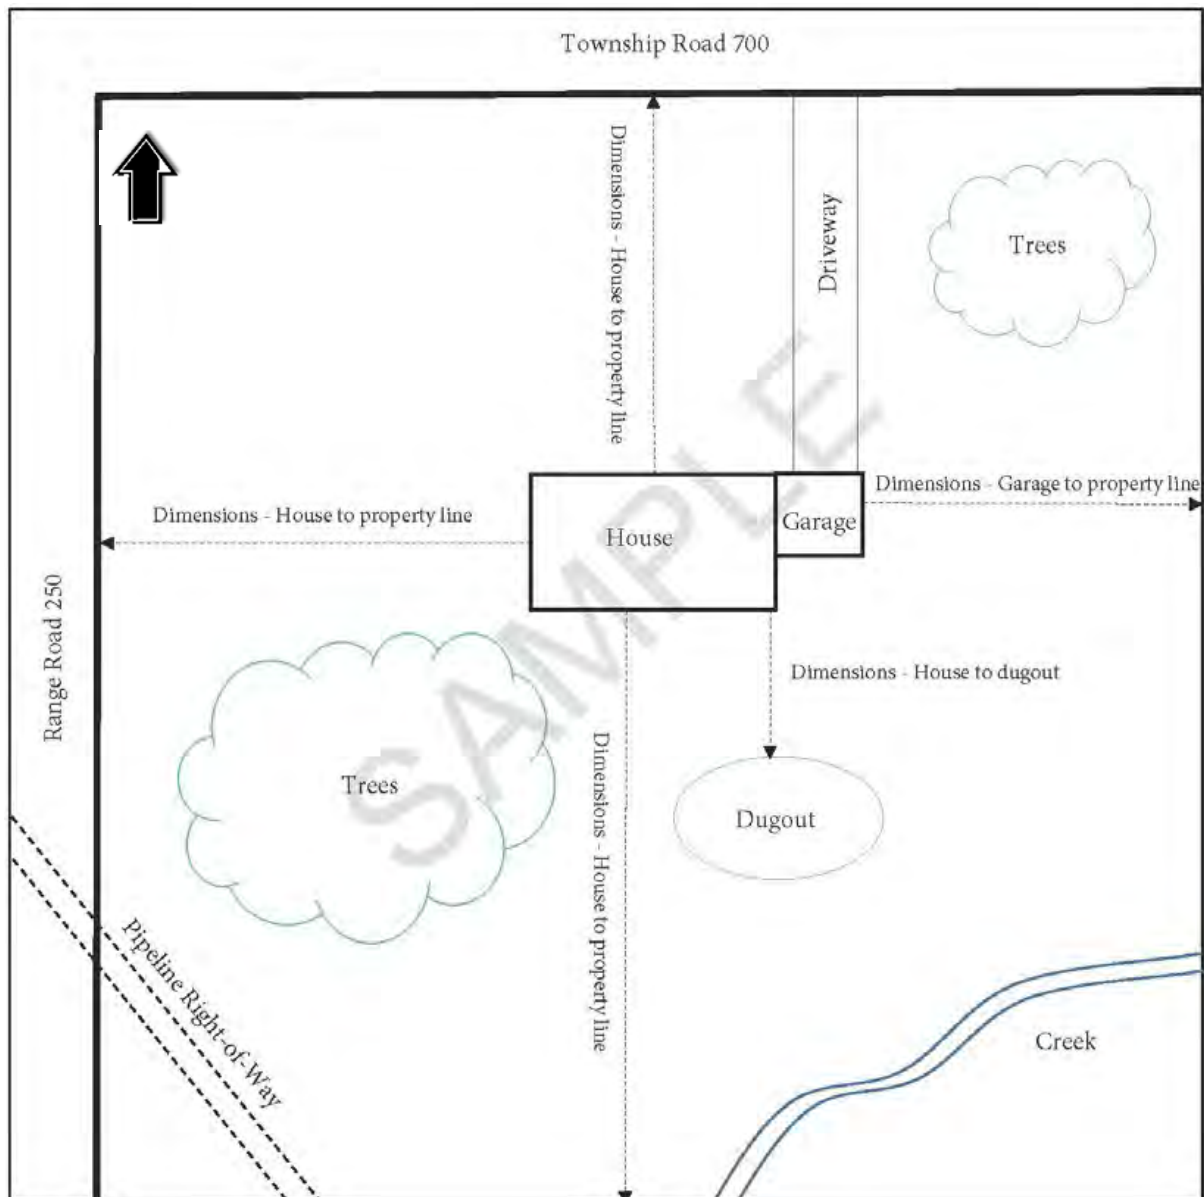 Township Road 700
Dimensions - House to property line
Driveway
Trees
Dimensions - House to property line
House
Garage
Dimensions - Garage to property line
Range Road 250
Dimensions - House to dugout
Trees
Dimensions - House to property line
Dugout
Pipeline Right-of-Way
Creek
SAMPLE